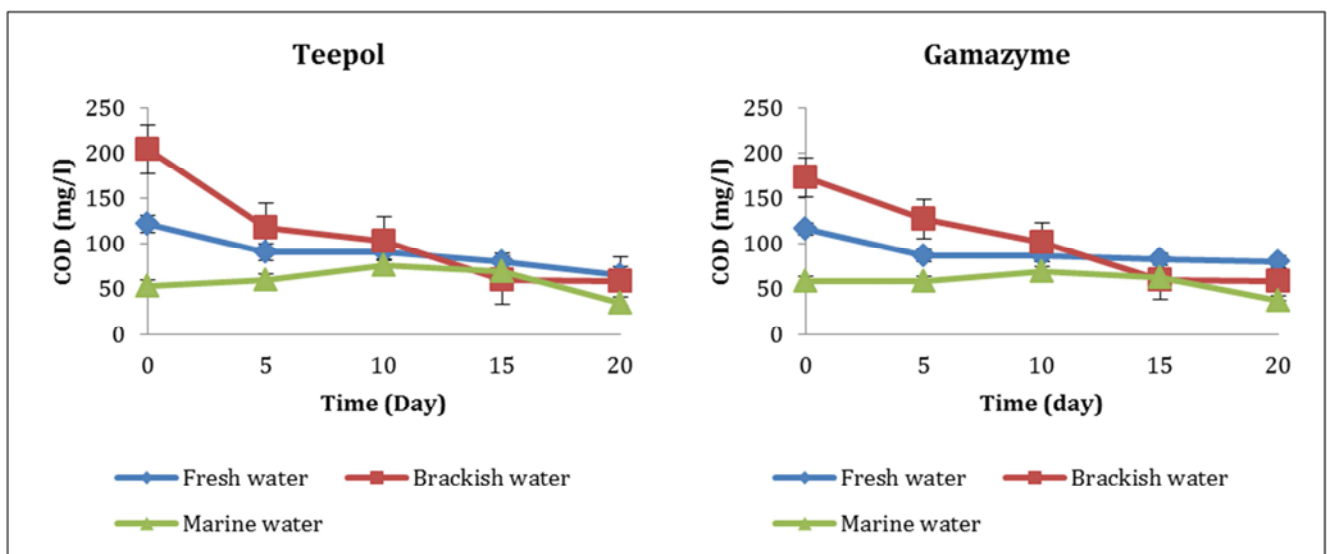 Teepol
250
200
150
100
50
0
COD (mg/l)
0 5 10 15 20
Time (Day)
Fresh water Brackish water
Marine water
Gamazyme
250
200
150
100
50
0
COD (mg/l)
0 5 10 15 20
Time (day)
Fresh water Brackish water
Marine water